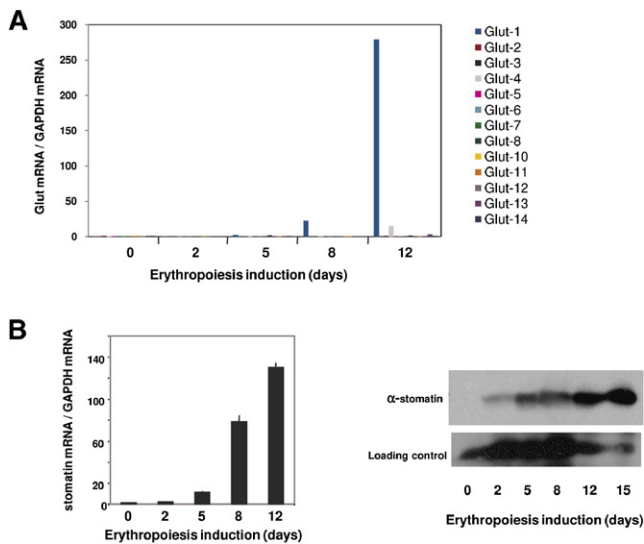 A
Glut mRNA / GAPDH mRNA
300
250
200
150
100
50
0
0 2 5 8 12
Erythropoiesis induction (days)
Glut-1
Glut-2
Glut-3
Glut-4
Glut-5
Glut-6
Glut-7
Glut-8
Glut-10
Glut-11
Glut-12
Glut-13
Glut-14
B
stomatin mRNA / GAPDH mRNA
140
100
60
20
0
0 2 5 8 12
Erythropoiesis induction (days)
α-stomatin
Loading control
0 2 5 8 12 15
Erythropoiesis induction (days)